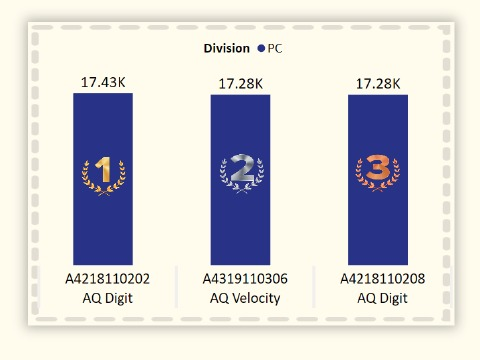 Division PC
17.43K 17.28K 17.28K
1 2 3
A4218110202 A4319110306 A4218110208
AQ Digit AQ Velocity AQ Digit